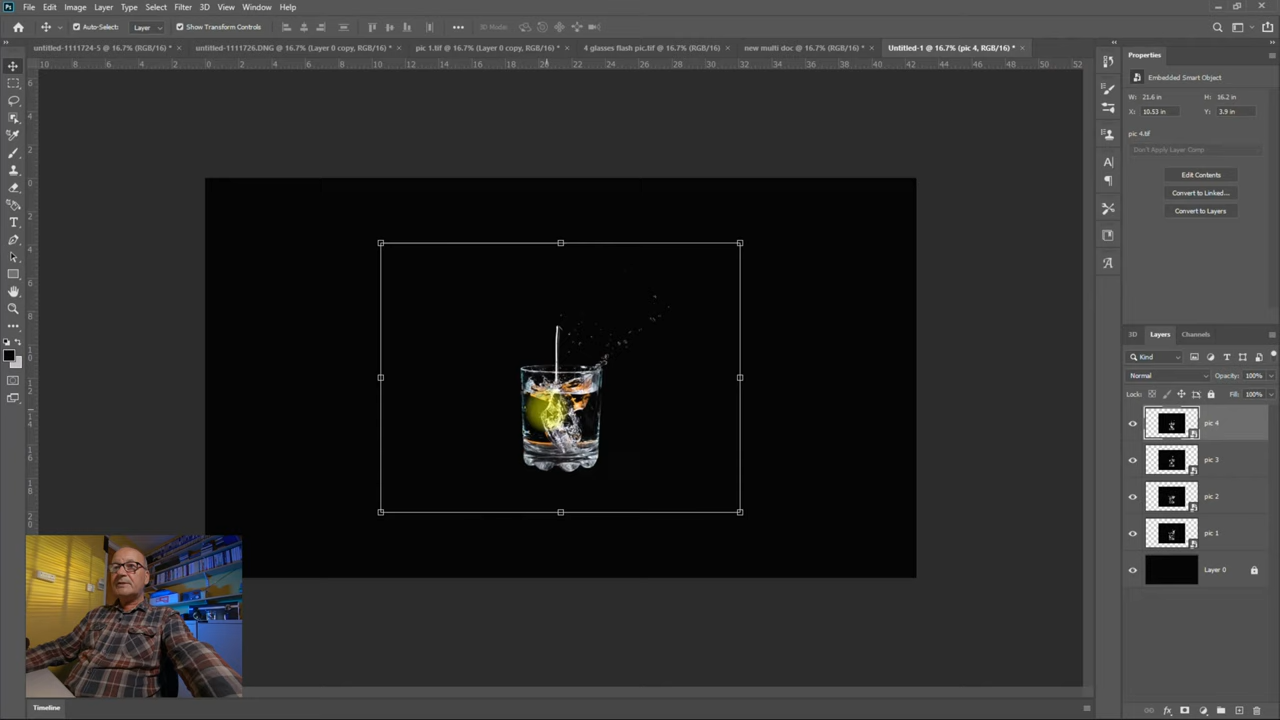 File Edit Image Layer Type Select Filter 3D View Window Help
Auto-Select: Layer Show Transform Controls 3D Mode:
untitled-1111724-5 @ 16.7% (RGB/16) * × untitled-1111726.DNG @ 16.7% (Layer 0 copy, RGB/16) * × pic 1.tif @ 16.7% (Layer 0 copy, RGB/16) * × 4 glasses flash pic.tif @ 16.7% (RGB/16) × new multi doc @ 16.7% (RGB/16) * × Untitled-1 @ 16.7% (pic 4, RGB/16) * ×
Properties
Embedded Smart Object
W: 21.6 in H: 16.2 in
X: 10.53 in Y: 3.9 in
pic 4.tif
Don't Apply Layer Comp
Edit Contents
Convert to Linked...
Convert to Layers
3D Layers Channels
Kind
Normal Opacity: 100%
Lock: Fill: 100%
pic 4
pic 3
pic 2
pic 1
Layer 0
Timeline